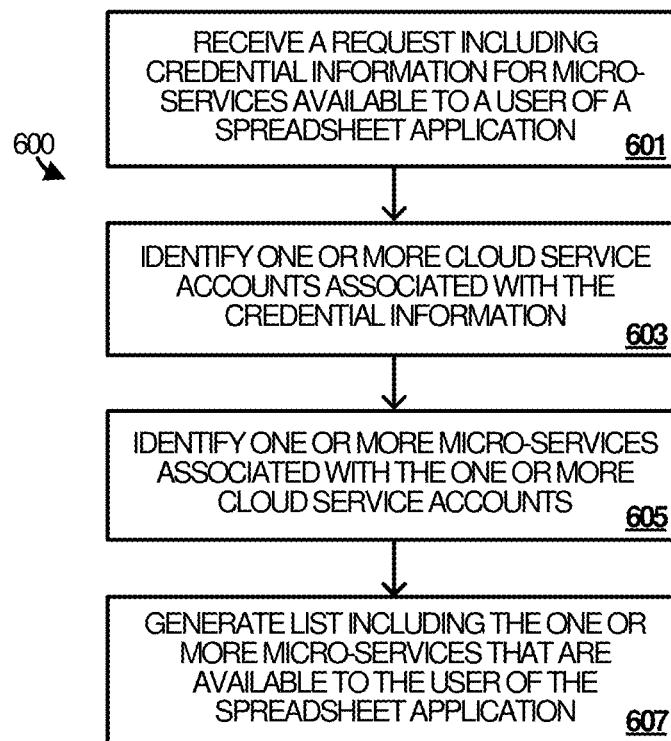 RECEIVE A REQUEST INCLUDING
CREDENTIAL INFORMATION FOR MICRO-
SERVICES AVAILABLE TO A USER OF A
SPREADSHEET APPLICATION
601
600
IDENTIFY ONE OR MORE CLOUD SERVICE
ACCOUNTS ASSOCIATED WITH THE
CREDENTIAL INFORMATION
603
IDENTIFY ONE OR MORE MICRO-SERVICES
ASSOCIATED WITH THE ONE OR MORE
CLOUD SERVICE ACCOUNTS
605
GENERATE LIST INCLUDING THE ONE OR
MORE MICRO-SERVICES THAT ARE
AVAILABLE TO THE USER OF THE
SPREADSHEET APPLICATION
607